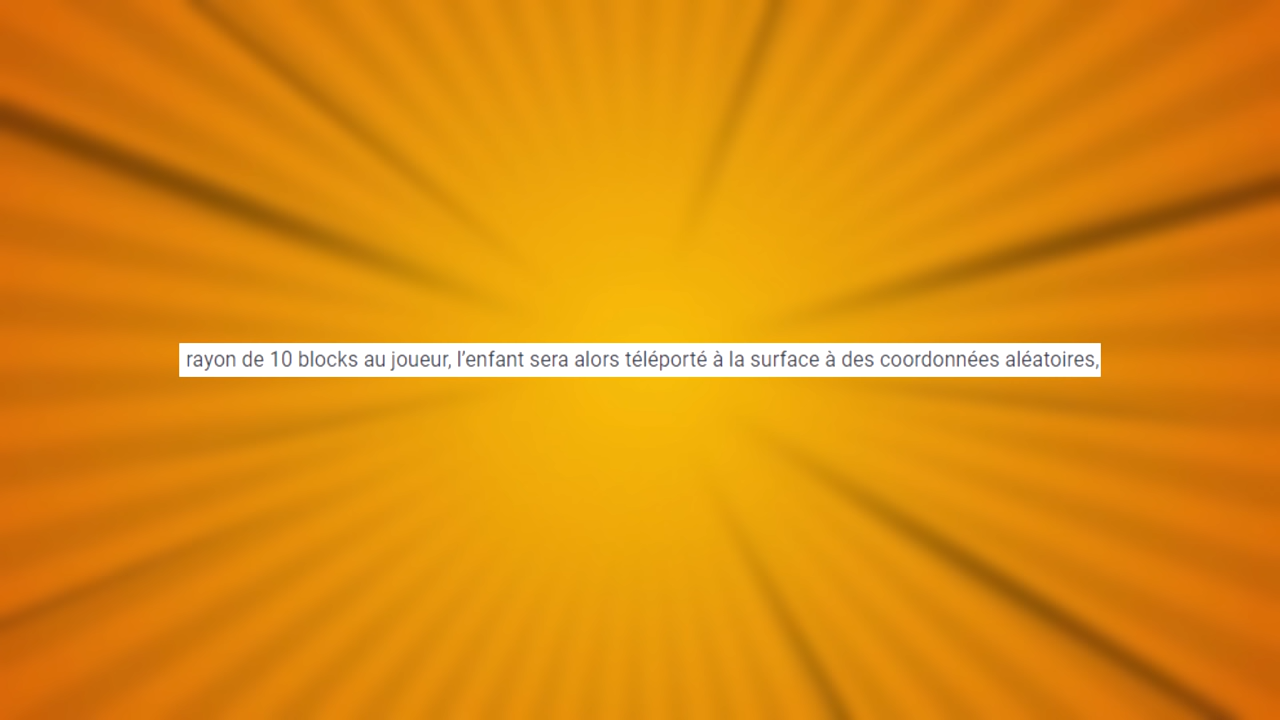 rayon de 10 blocks au joueur, l’enfant sera alors téléporté à la surface à des coordonnées aléatoires,